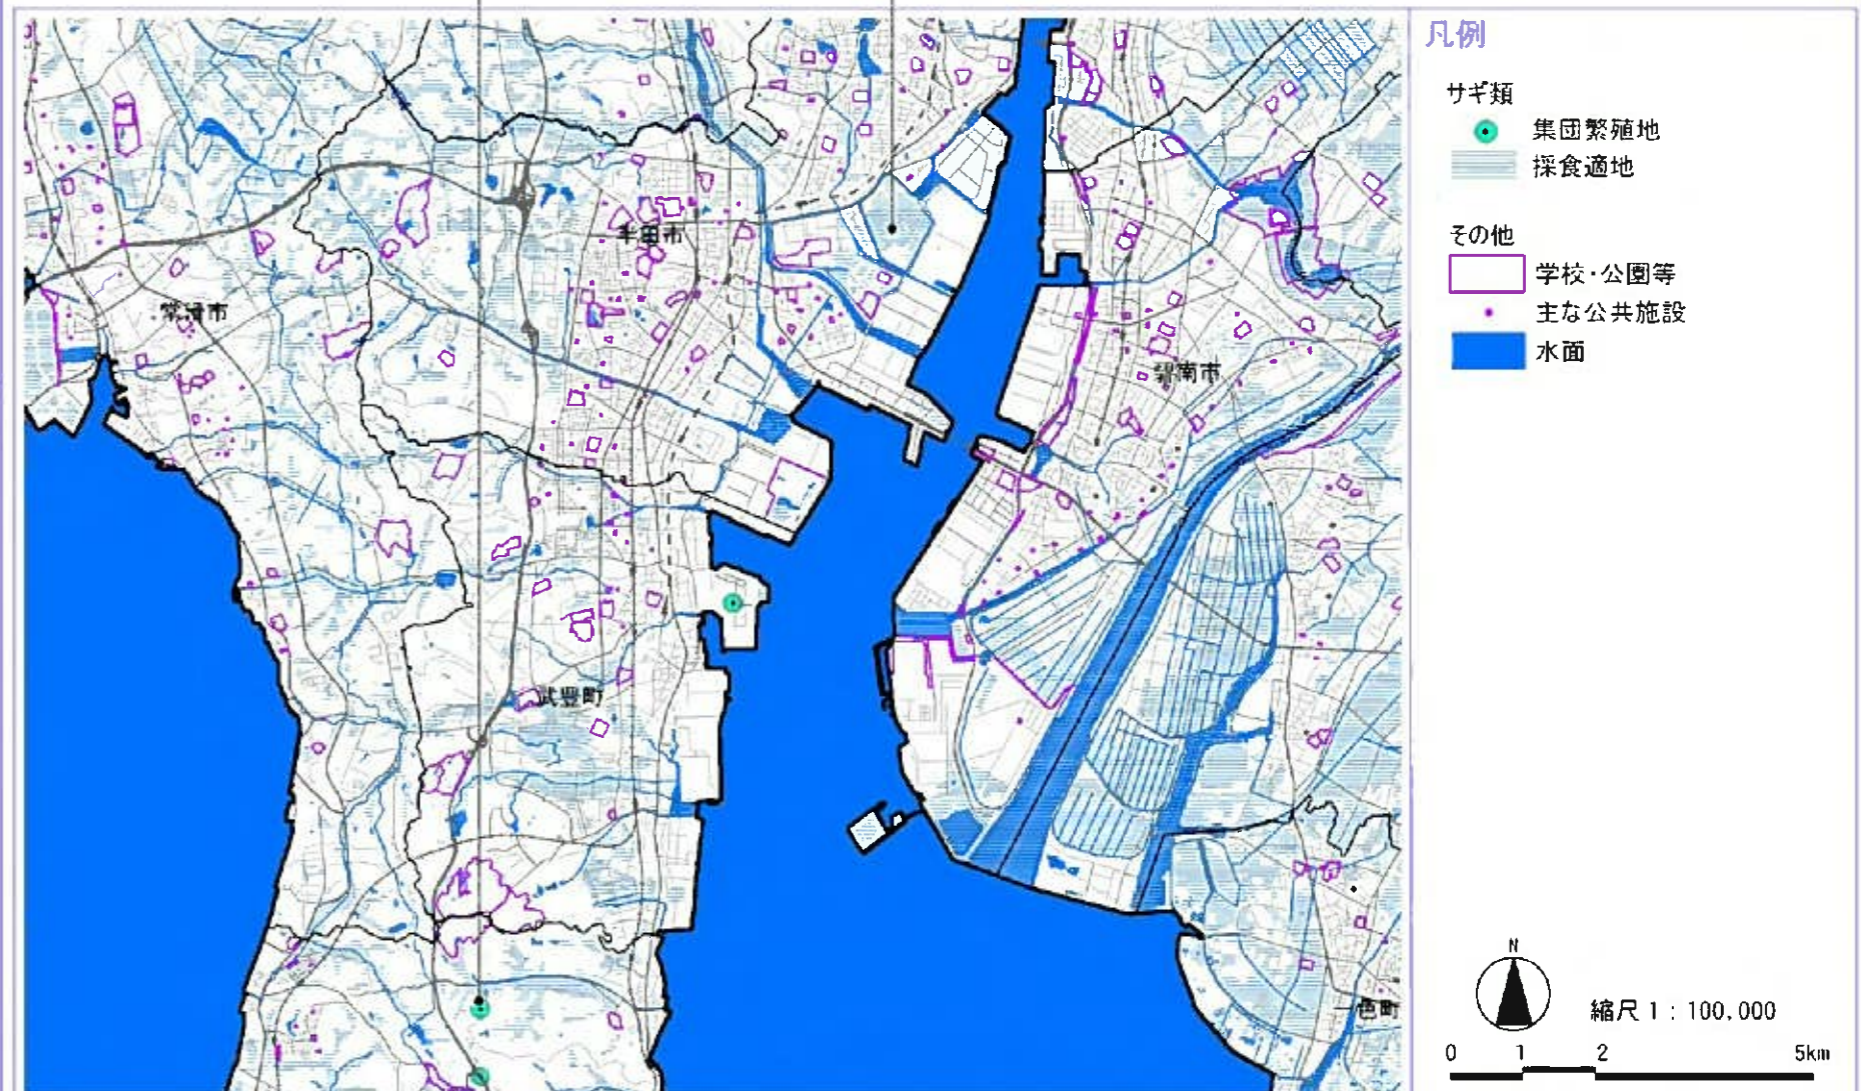 凡例
サギ類
集団繁殖地
採食適地
その他
学校・公園等
主な公共施設
水面
半田市
常滑市
碧南市
武豊町
色町
N
縮尺 1 : 100,000
0 1 2 5km